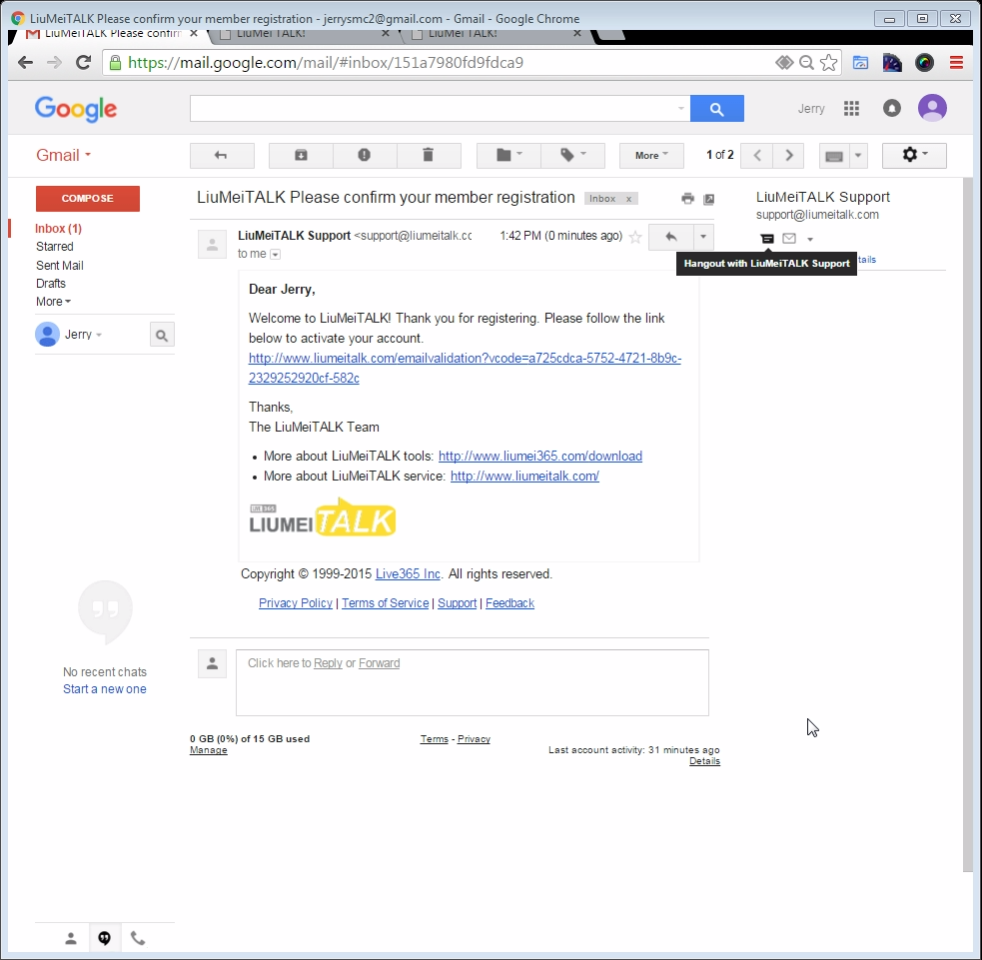 LiuMeiTALK Please confirm your member registration - jerrysmc2@gmail.com - Gmail - Google Chrome
LiuMeiTALK Please confirm × LiuMei TALK! × LiuMei TALK! ×
https://mail.google.com/mail/#inbox/151a7980fd9fdca9
Google
Jerry
Gmail
More
1 of 2
COMPOSE
Inbox (1)
Starred
Sent Mail
Drafts
More
Jerry
LiuMeiTALK Please confirm your member registration Inbox x
LiuMeiTALK Support <support@liumeitalk.cc 1:42 PM (0 minutes ago)
to me
LiuMeiTALK Support
support@liumeitalk.com
Hangout with LiuMeiTALK Support
tails
Dear Jerry,
Welcome to LiuMeiTALK! Thank you for registering. Please follow the link
below to activate your account.
http://www.liumeitalk.com/emailvalidation?vcode=a725cdca-5752-4721-8b9c-
2329252920cf-582c
Thanks,
The LiuMeiTALK Team
• More about LiuMeiTALK tools: http://www.liumei365.com/download
• More about LiuMeiTALK service: http://www.liumeitalk.com/
LIUMEI TALK
Copyright © 1999-2015 Live365 Inc. All rights reserved.
Privacy Policy | Terms of Service | Support | Feedback
No recent chats
Start a new one
Click here to Reply or Forward
0 GB (0%) of 15 GB used
Manage
Terms - Privacy
Last account activity: 31 minutes ago
Details